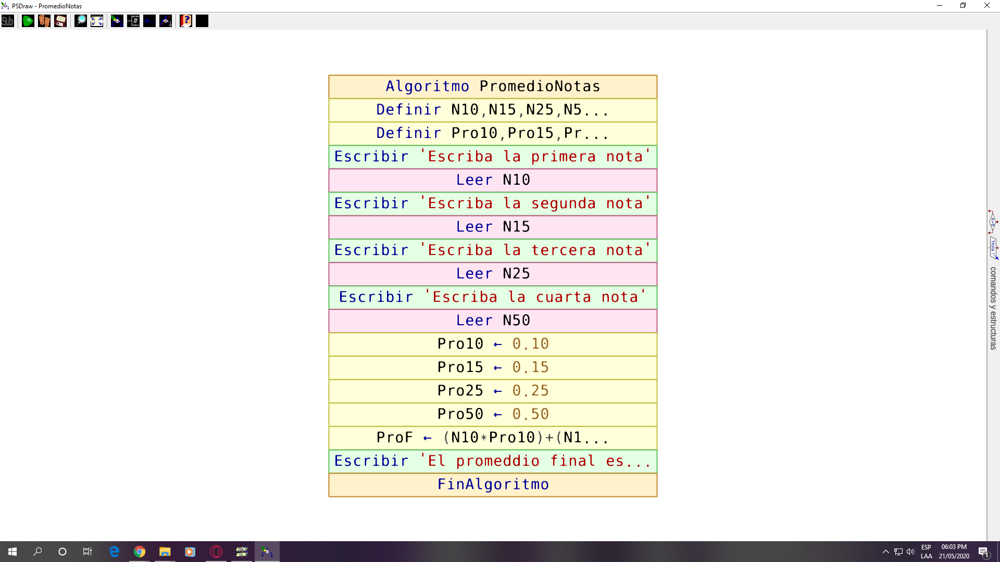 PSDraw - PromedioNotas
Sub
Algoritmo PromedioNotas
Definir N10,N15,N25,N5...
Definir Pro10,Pro15,Pr...
Escribir 'Escriba la primera nota'
Leer N10
Escribir 'Escriba la segunda nota'
Leer N15
Escribir 'Escriba la tercera nota'
Leer N25
Escribir 'Escriba la cuarta nota'
Leer N50
Pro10 ← 0.10
Pro15 ← 0.15
Pro25 ← 0.25
Pro50 ← 0.50
ProF ← (N10*Pro10)+(N1...
Escribir 'El promeddio final es...
FinAlgoritmo
A>B
'Hola !'
comandos y estructuras
ESP
LAA
06:03 PM
21/05/2020
1